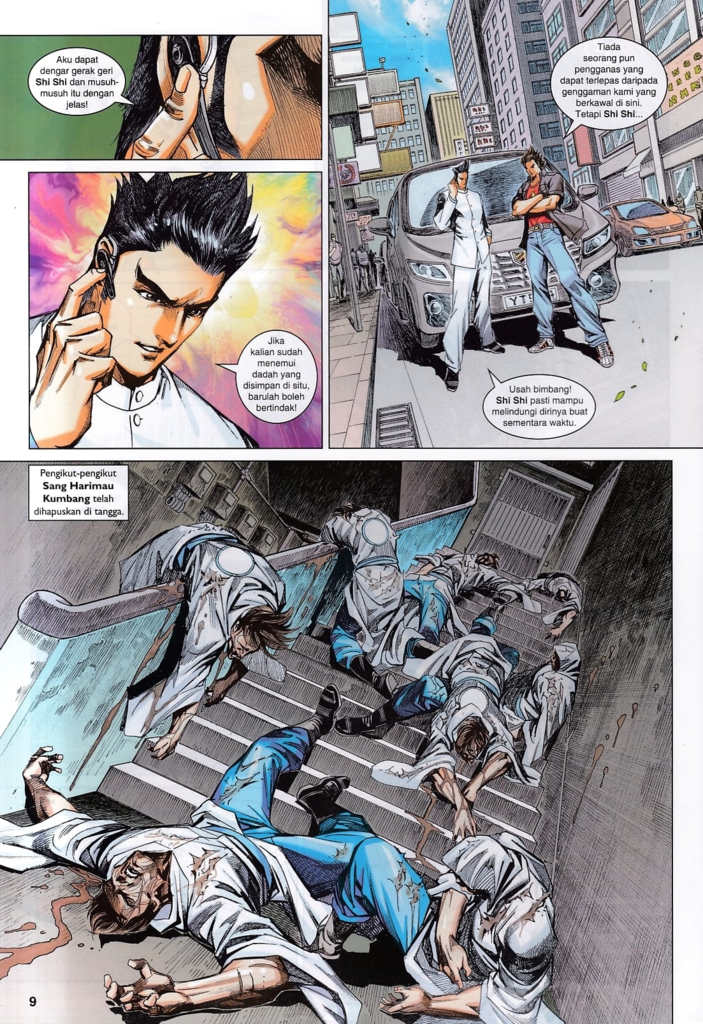 Aku dapat
dengar gerak geri
Shi Shi dan musuh-
musuh itu dengan
jelas!
Jika
kalian sudah
menemui
dadah yang
disimpan di situ,
barulah boleh
bertindak!
Tiada
seorang pun
pengganas yang
dapat terlepas daripada
genggaman kami yang
berkawal di sini.
Tetapi Shi Shi...
Usah bimbang!
Shi Shi pasti mampu
melindungi dirinya buat
sementara waktu.
Pengikut-pengikut
Sang Harimau
Kumbang telah
dihapuskan di tangga.
9